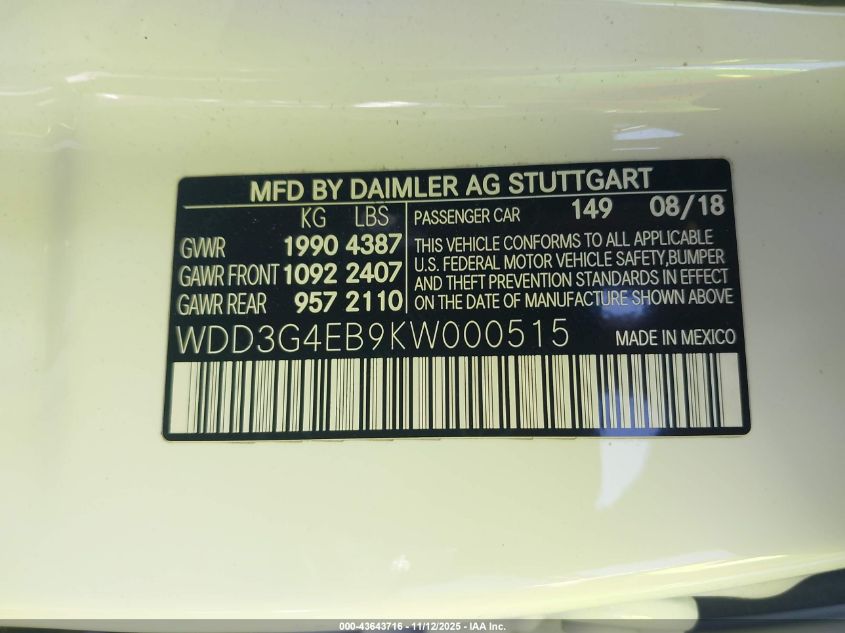 MFD BY DAIMLER AG STUTTGART
KG LBS PASSENGER CAR 149 08/18
GVWR 1990 4387 THIS VEHICLE CONFORMS TO ALL APPLICABLE
GAWR FRONT 1092 2407 U.S. FEDERAL MOTOR VEHICLE SAFETY,BUMPER
AND THEFT PREVENTION STANDARDS IN EFFECT
GAWR REAR 957 2110 ON THE DATE OF MANUFACTURE SHOWN ABOVE
WDD3G4EB9KW000515 MADE IN MEXICO
000-43643716 - 11/12/2025 - IAA Inc.